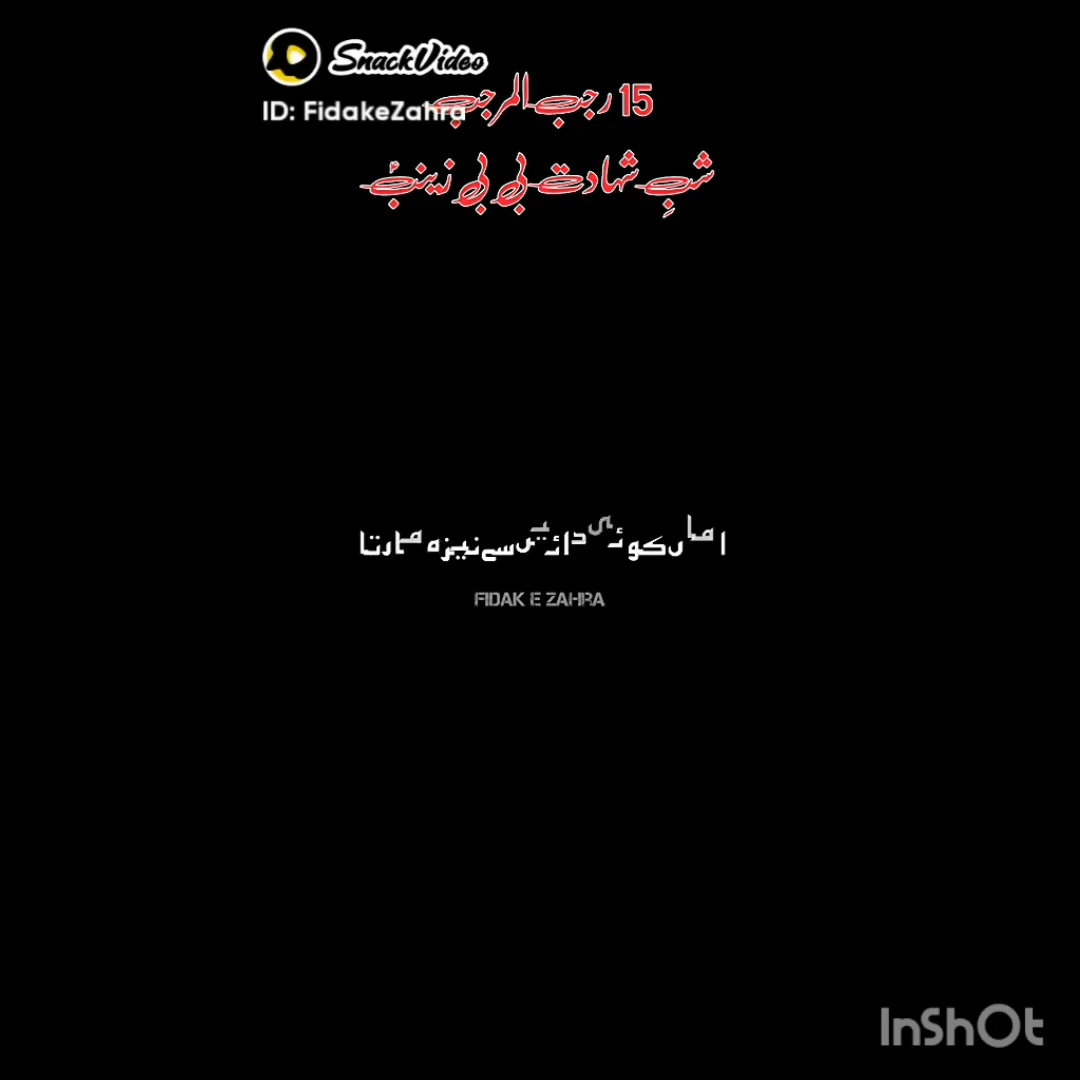 SnackVideo
ID: FidakeZahra
15 رجب المرجب
شبِ شہادت بی بی زینبؑ
اماں کوئی دائیں سے نیزہ مارتا
FIDAK E ZAHRA
InShOt